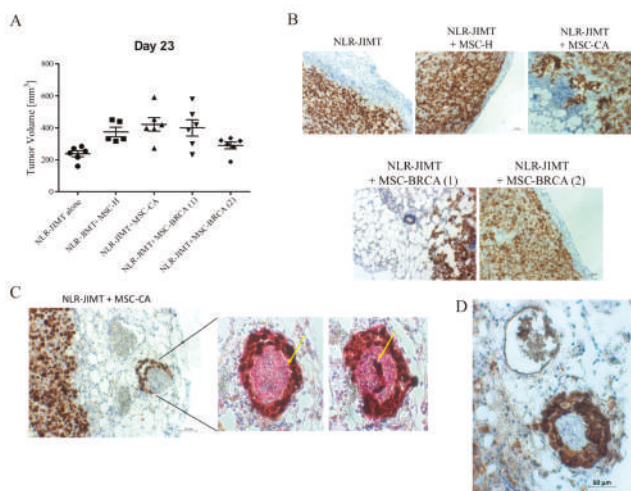 A
Day 23
Tumor Volume [mm³]
800
600
400
200
0
NLR-JIMT alone
NLR-JIMT+MSC-H
NLR-JIMT+MSC-CA
NLR-JIMT+MSC-BRCA (1)
NLR-JIMT+MSC-BRCA (2)
B
NLR-JIMT
NLR-JIMT
+ MSC-H
NLR-JIMT
+ MSC-CA
NLR-JIMT
+ MSC-BRCA (1)
NLR-JIMT
+ MSC-BRCA (2)
C
NLR-JIMT + MSC-CA
D
50 µm